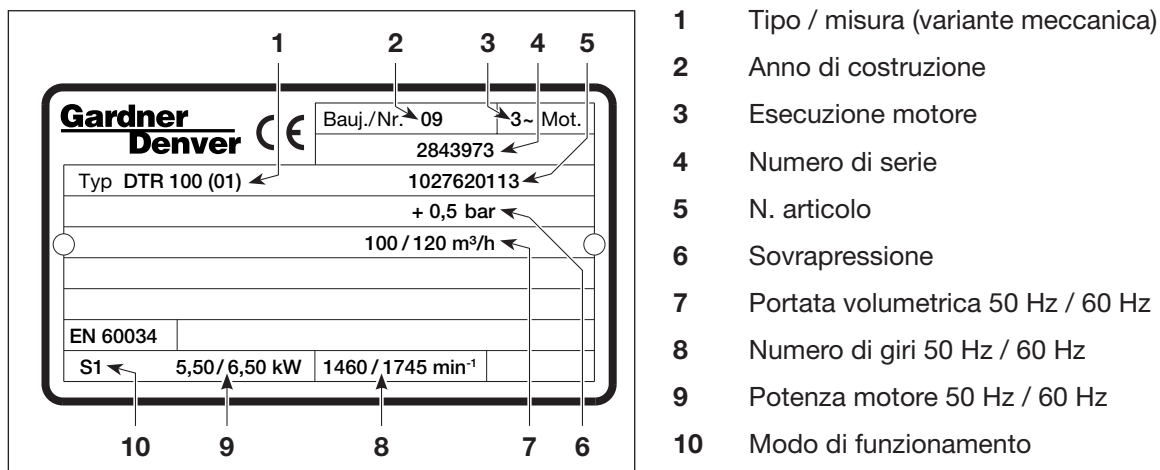 1 2 3 4 5
Gardner
Denver
CE
Bauj./Nr. 09
3~ Mot.
2843973
Typ DTR 100 (01)
1027620113
+ 0,5 bar
100 / 120 m³/h
EN 60034
S1
5,50 / 6,50 kW
1460 / 1745 min⁻¹
10 9 8 7 6
1 Tipo / misura (variante meccanica)
2 Anno di costruzione
3 Esecuzione motore
4 Numero di serie
5 N. articolo
6 Sovrapressione
7 Portata volumetrica 50 Hz / 60 Hz
8 Numero di giri 50 Hz / 60 Hz
9 Potenza motore 50 Hz / 60 Hz
10 Modo di funzionamento